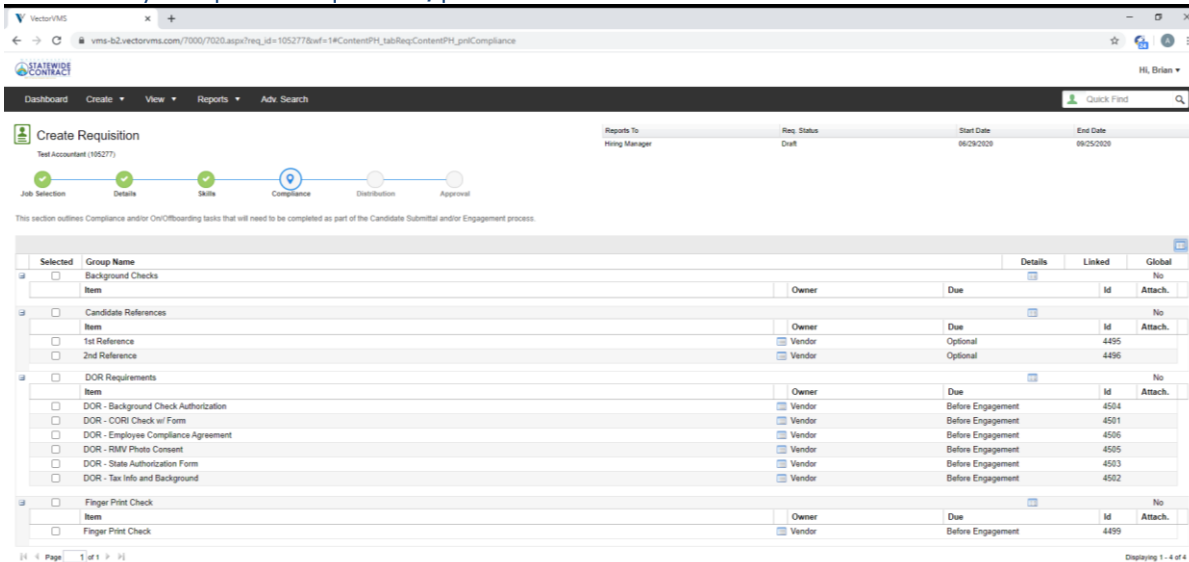 VectorVMS
vms-b2.vectorvms.com/7000/7020.aspx?req_id=105277&wf=1#ContentPH_tabReq:ContentPH_pnlCompliance
STATEWIDE
CONTRACT
Hi, Brian
Dashboard Create View Reports Adv. Search Quick Find
Create Requisition
Test Accountant (105277)
Reports To Req. Status Start Date End Date
Hiring Manager Draft 06/29/2020 09/25/2020
Job Selection Details Skills Compliance Distribution Approval
This section outlines Compliance and/or On/Offboarding tasks that will need to be completed as part of the Candidate Submittal and/or Engagement process.
Selected Group Name Details Linked Global
Background Checks No
Item Owner Due Id Attach.
Candidate References No
Item Owner Due Id Attach.
1st Reference Vendor Optional 4495
2nd Reference Vendor Optional 4496
DOR Requirements No
Item Owner Due Id Attach.
DOR - Background Check Authorization Vendor Before Engagement 4504
DOR - CORI Check w/ Form Vendor Before Engagement 4501
DOR - Employee Compliance Agreement Vendor Before Engagement 4506
DOR - RMV Photo Consent Vendor Before Engagement 4505
DOR - State Authorization Form Vendor Before Engagement 4503
DOR - Tax Info and Background Vendor Before Engagement 4502
Finger Print Check No
Item Owner Due Id Attach.
Finger Print Check Vendor Before Engagement 4499
Page 1 of 1 Displaying 1 - 4 of 4